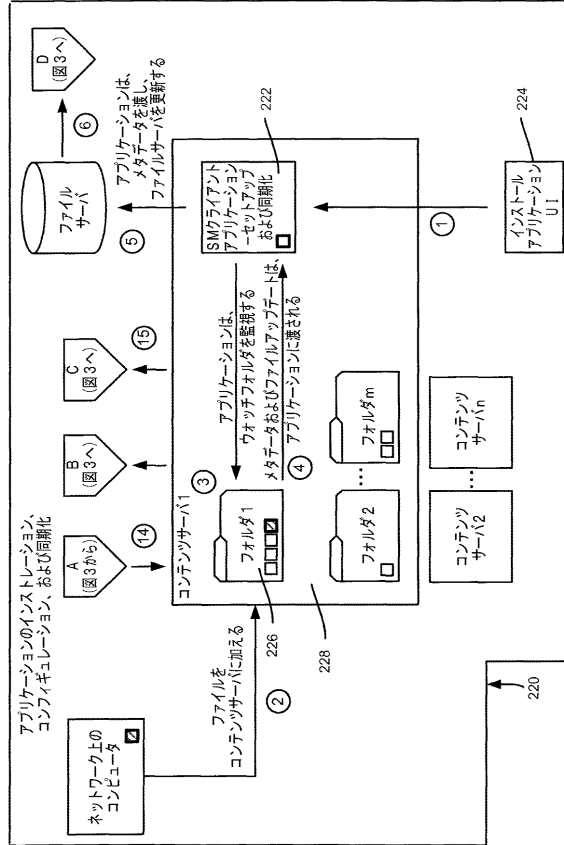 アプリケーションのインストレーション、
コンフィギュレーション、および同期化
ネットワーク上の
コンピュータ
ファイルを
コンテンツサーバに加える
②
A
(図3から)
⑭
B
(図3へ)
C
(図3へ)
⑮
ファイル
サーバ
⑥
D
(図3へ)
⑤
アプリケーションは、
メタデータを渡し、
ファイルサーバを更新する
コンテンツサーバ1
③
フォルダ1
226
アプリケーションは、
ウォッチフォルダを監視する
メタデータおよびファイルアップデートは、
アプリケーションに渡される
④
SMクライアント
アプリケーション
-セットアップ
および同期化
222
228
フォルダ2
フォルダm
①
コンテンツ
サーバ2
コンテンツ
サーバn
インストール
アプリケーション
UI
224
220